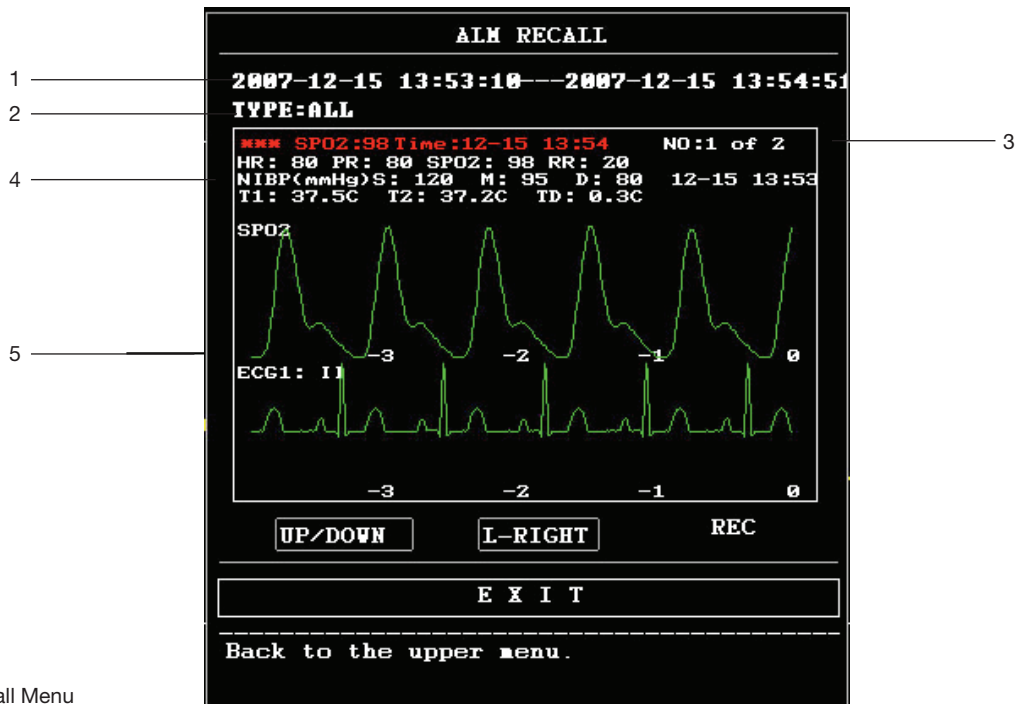 ALM RECALL
1
2007-12-15 13:53:10---2007-12-15 13:54:51
2
TYPE:ALL
*** SPO2:98 Time:12-15 13:54 NO:1 of 2
3
HR: 80 PR: 80 SPO2: 98 RR: 20
4
NIBP(mmHg)S: 120 M: 95 D: 80 12-15 13:53
T1: 37.5C T2: 37.2C TD: 0.3C
SPO2
5
-3 -2 -1 0
ECG1: II
-3 -2 -1 0
UP/DOWN L-RIGHT REC
E X I T
Back to the upper menu.
all Menu